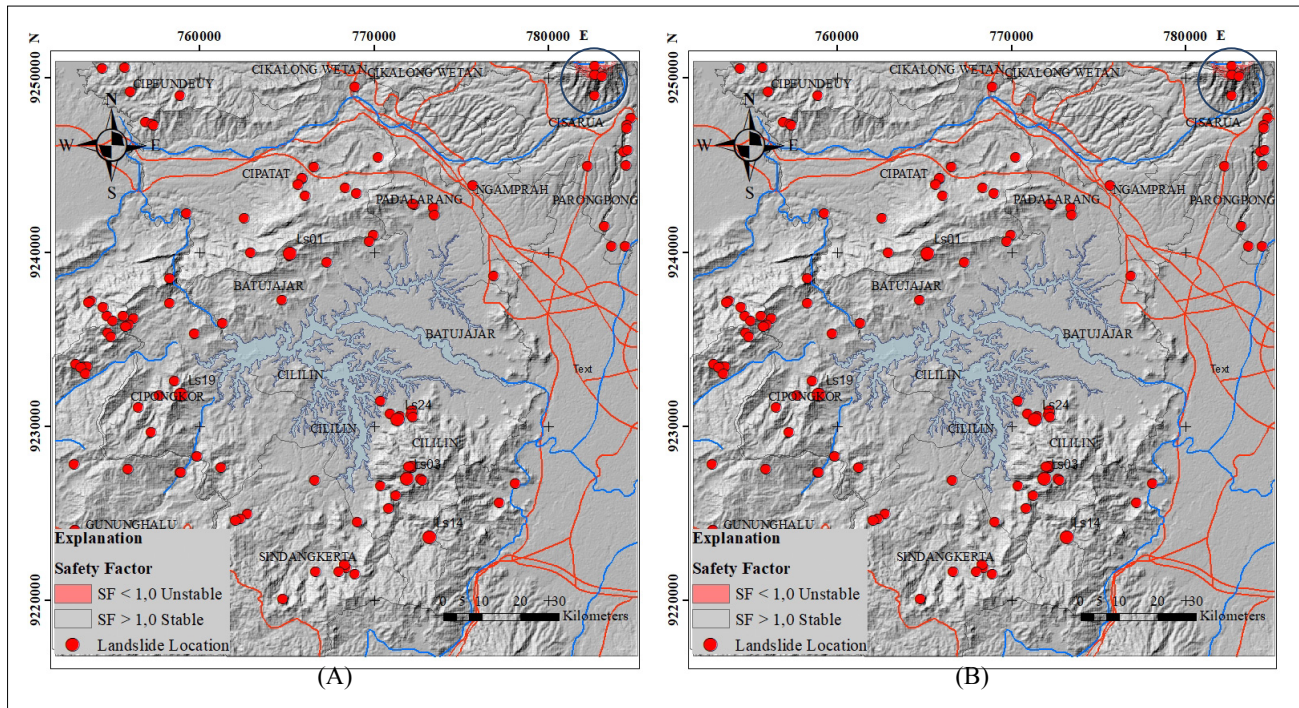 760000 770000 780000 E
N
9250000
9240000
9230000
9220000
CIKALONG WETAN
CIKALONG WETAN
CIPEUNDEUY
N
W E
S
CISARUA
CIPATAT
NGAMPRAH
PADALARANG
PARONGPONG
Ls01
BATUJAJAR
BATUJAJAR
Text
CILILIN
Ls19
CIPONGKOR
Ls24
CILILIN
CILILIN
Ls03
GUNUNGHALU
Ls14
SINDANGKERTA
Explanation
Safety Factor
SF < 1,0 Unstable
SF > 1,0 Stable
Landslide Location
0 5 10 20 30
Kilometers
(A)
760000 770000 780000 E
N
9250000
9240000
9230000
9220000
CIKALONG WETAN
CIKALONG WETAN
CIPEUNDEUY
N
W E
S
CISARUA
CIPATAT
NGAMPRAH
PADALARANG
PARONGPONG
Ls01
BATUJAJAR
BATUJAJAR
Text
CILILIN
Ls19
CIPONGKOR
Ls24
CILILIN
CILILIN
Ls03
GUNUNGHALU
Ls14
SINDANGKERTA
Explanation
Safety Factor
SF < 1,0 Unstable
SF > 1,0 Stable
Landslide Location
0 5 10 20 30
Kilometers
(B)